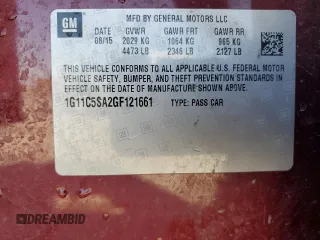 GM
MFD BY GENERAL MOTORS LLC
DATE GVWR GAWR FRT GAWR RR
08/15 2029 KG 1064 KG 965 KG
4473 LB 2346 LB 2127 LB
THIS VEHICLE CONFORMS TO ALL APPLICABLE U.S. FEDERAL MOTOR
VEHICLE SAFETY, BUMPER, AND THEFT PREVENTION STANDARDS IN
EFFECT ON THE DATE OF MANUFACTURE SHOWN ABOVE.
1G11C5SA2GF121661 TYPE: PASS CAR
DREAMBID